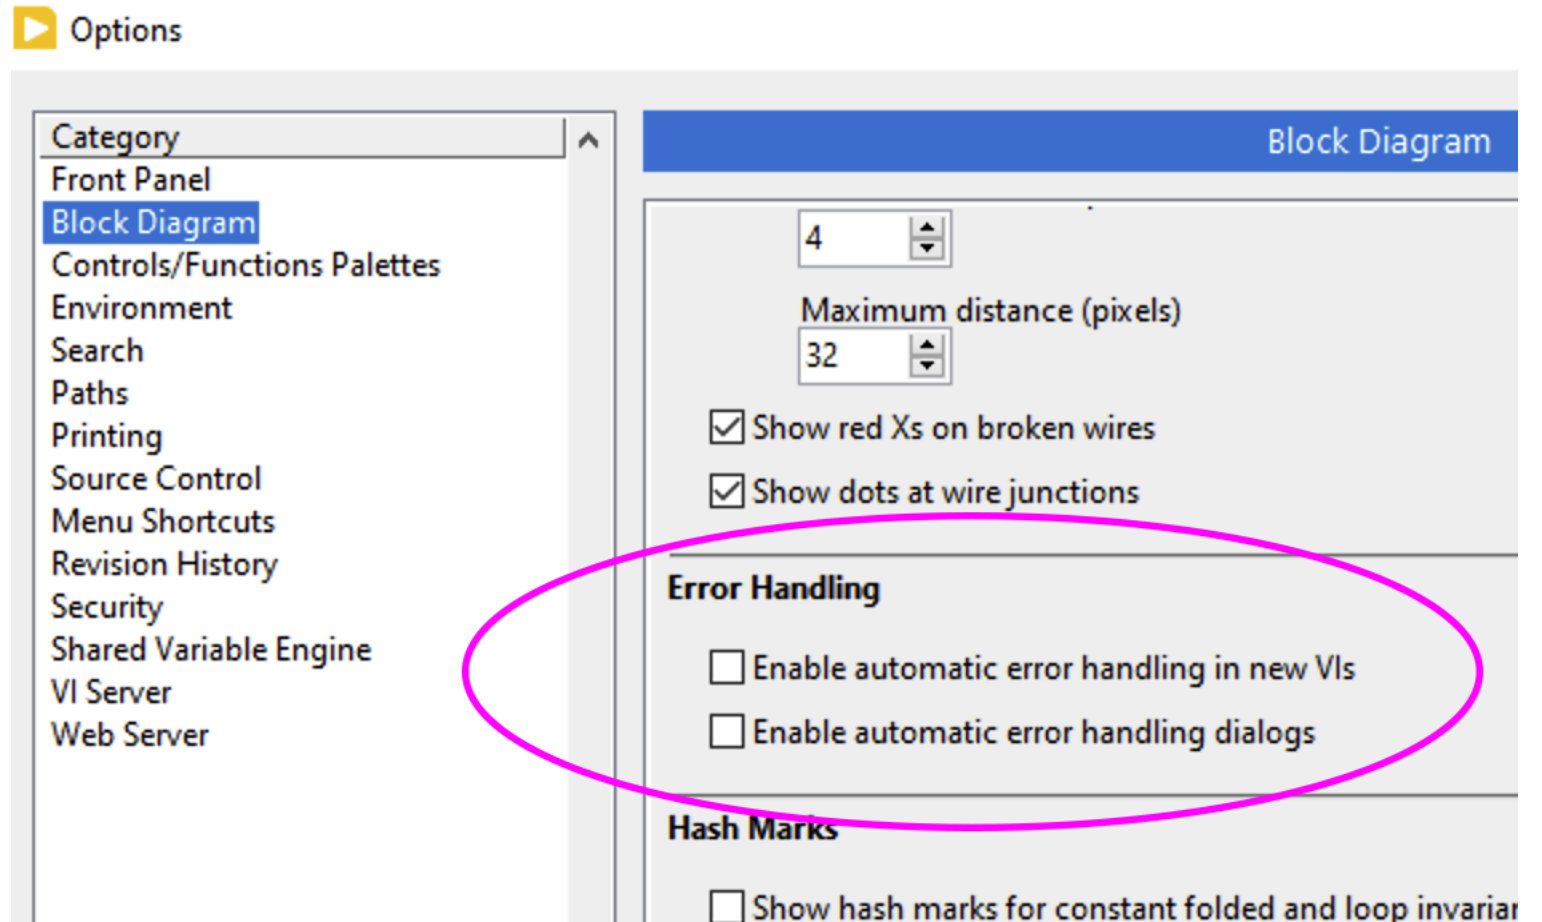 Options
Category
Front Panel
Block Diagram
Controls/Functions Palettes
Environment
Search
Paths
Printing
Source Control
Menu Shortcuts
Revision History
Security
Shared Variable Engine
VI Server
Web Server
Block Diagram
4
Maximum distance (pixels)
32
Show red Xs on broken wires
Show dots at wire junctions
Error Handling
Enable automatic error handling in new VIs
Enable automatic error handling dialogs
Hash Marks
Show hash marks for constant folded and loop